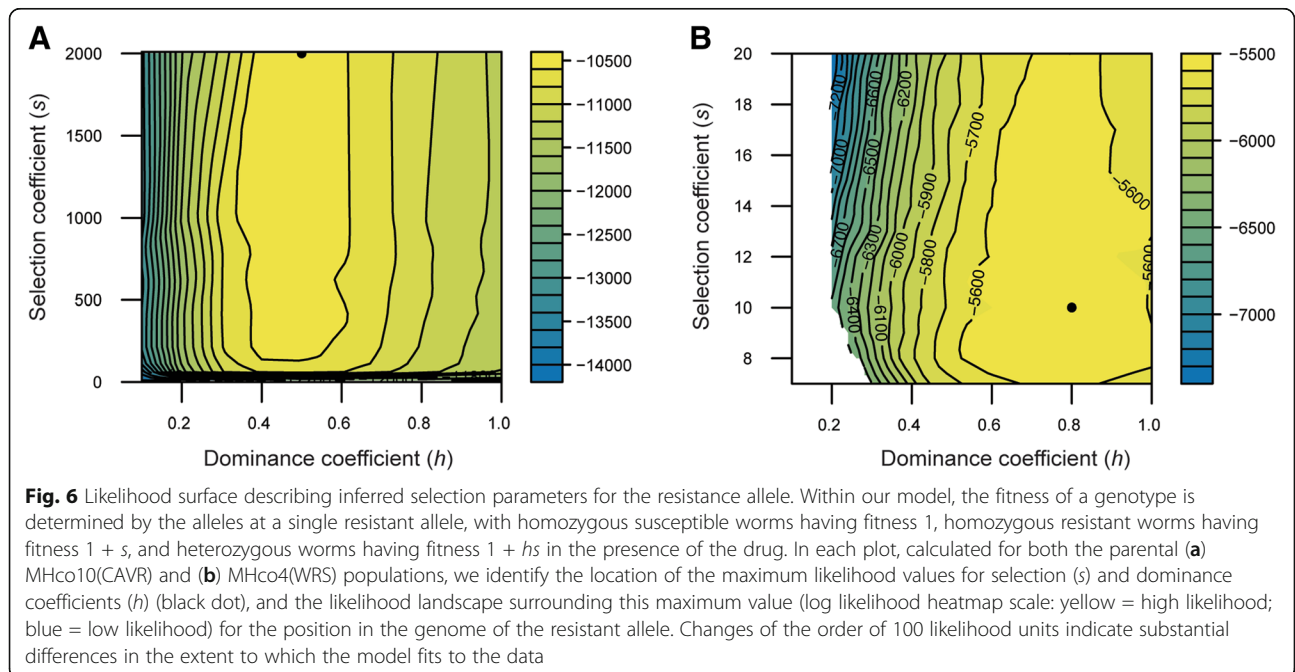 A
2000
1500
1000
500
0
Selection coefficient (s)
0.2 0.4 0.6 0.8 1.0
Dominance coefficient (h)
−10500
−11000
−11500
−12000
−12500
−13000
−13500
−14000
B
20
18
16
14
12
10
8
Selection coefficient (s)
−7200
−6900
−6200
−7000
−6500
−5700
−5900
−5600
−6700
−6300
−6000
−5800
−5600
−5600
−6400
−6100
0.2 0.4 0.6 0.8 1.0
Dominance coefficient (h)
−5500
−6000
−6500
−7000
Fig. 6 Likelihood surface describing inferred selection parameters for the resistance allele. Within our model, the fitness of a genotype is
determined by the alleles at a single resistant allele, with homozygous susceptible worms having fitness 1, homozygous resistant worms having
fitness 1 + s, and heterozygous worms having fitness 1 + hs in the presence of the drug. In each plot, calculated for both the parental (a)
MHco10(CAVR) and (b) MHco4(WRS) populations, we identify the location of the maximum likelihood values for selection (s) and dominance
coefficients (h) (black dot), and the likelihood landscape surrounding this maximum value (log likelihood heatmap scale: yellow = high likelihood;
blue = low likelihood) for the position in the genome of the resistant allele. Changes of the order of 100 likelihood units indicate substantial
differences in the extent to which the model fits to the data